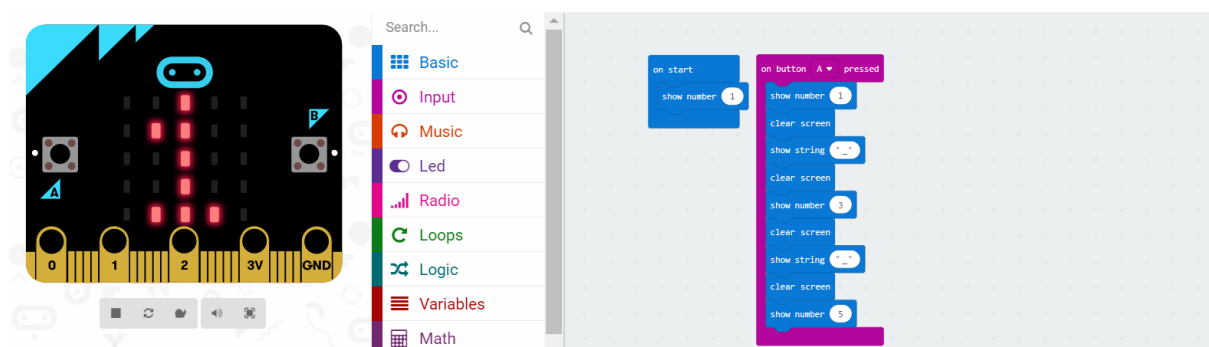 B
A
0 1 2 3V GND
Search...
Basic
Input
Music
Led
Radio
Loops
Logic
Variables
Math
on start
show number 1
on button A pressed
show number 1
clear screen
show string "_"
clear screen
show number 3
clear screen
show string "_"
clear screen
show number 5